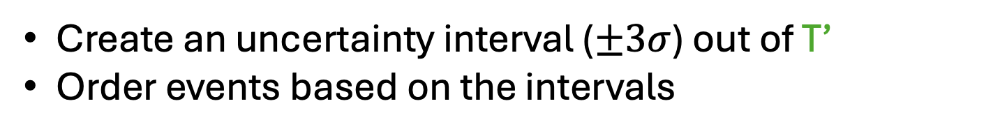 • Create an uncertainty interval (±3𝜎) out of T’
• Order events based on the intervals